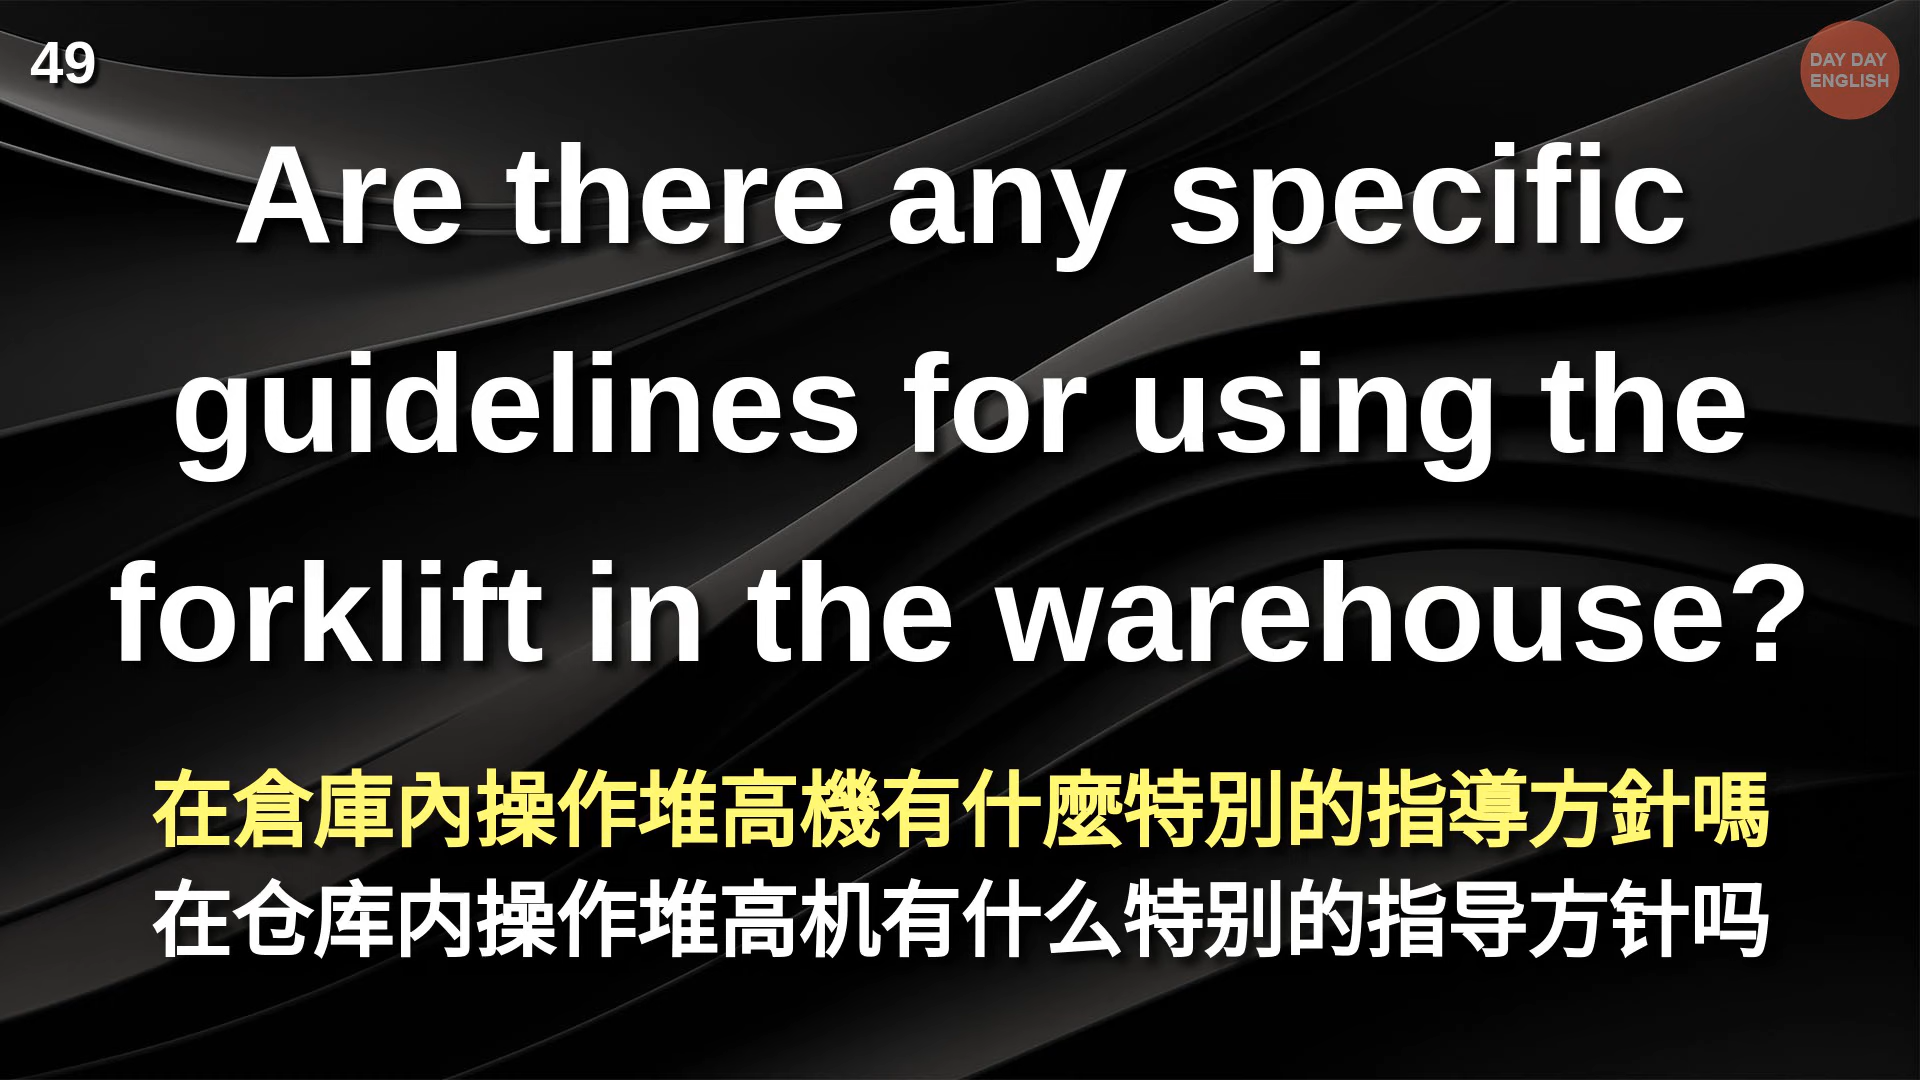 49
DAY DAY
ENGLISH
Are there any specific
guidelines for using the
forklift in the warehouse?
在倉庫內操作堆高機有什麼特別的指導方針嗎
在仓库内操作堆高机有什么特别的指导方针吗